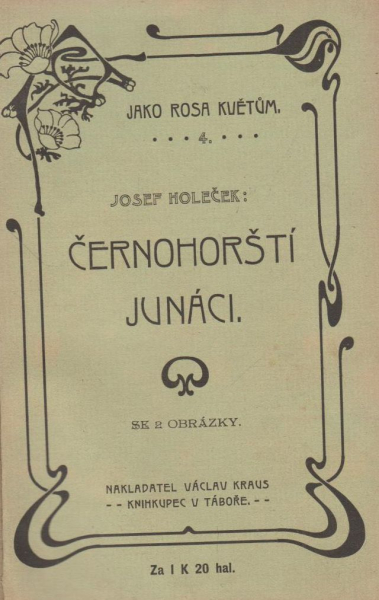 JAKO ROSA KVĚTŮM.
• • • 4. • • •
JOSEF HOLEČEK:
ČERNOHORŠTÍ
JUNÁCI.
SE 2 OBRÁZKY.
NAKLADATEL VÁCLAV KRAUS
- - KNIHKUPEC V TÁBOŘE. - -
Za 1 K 20 hal.